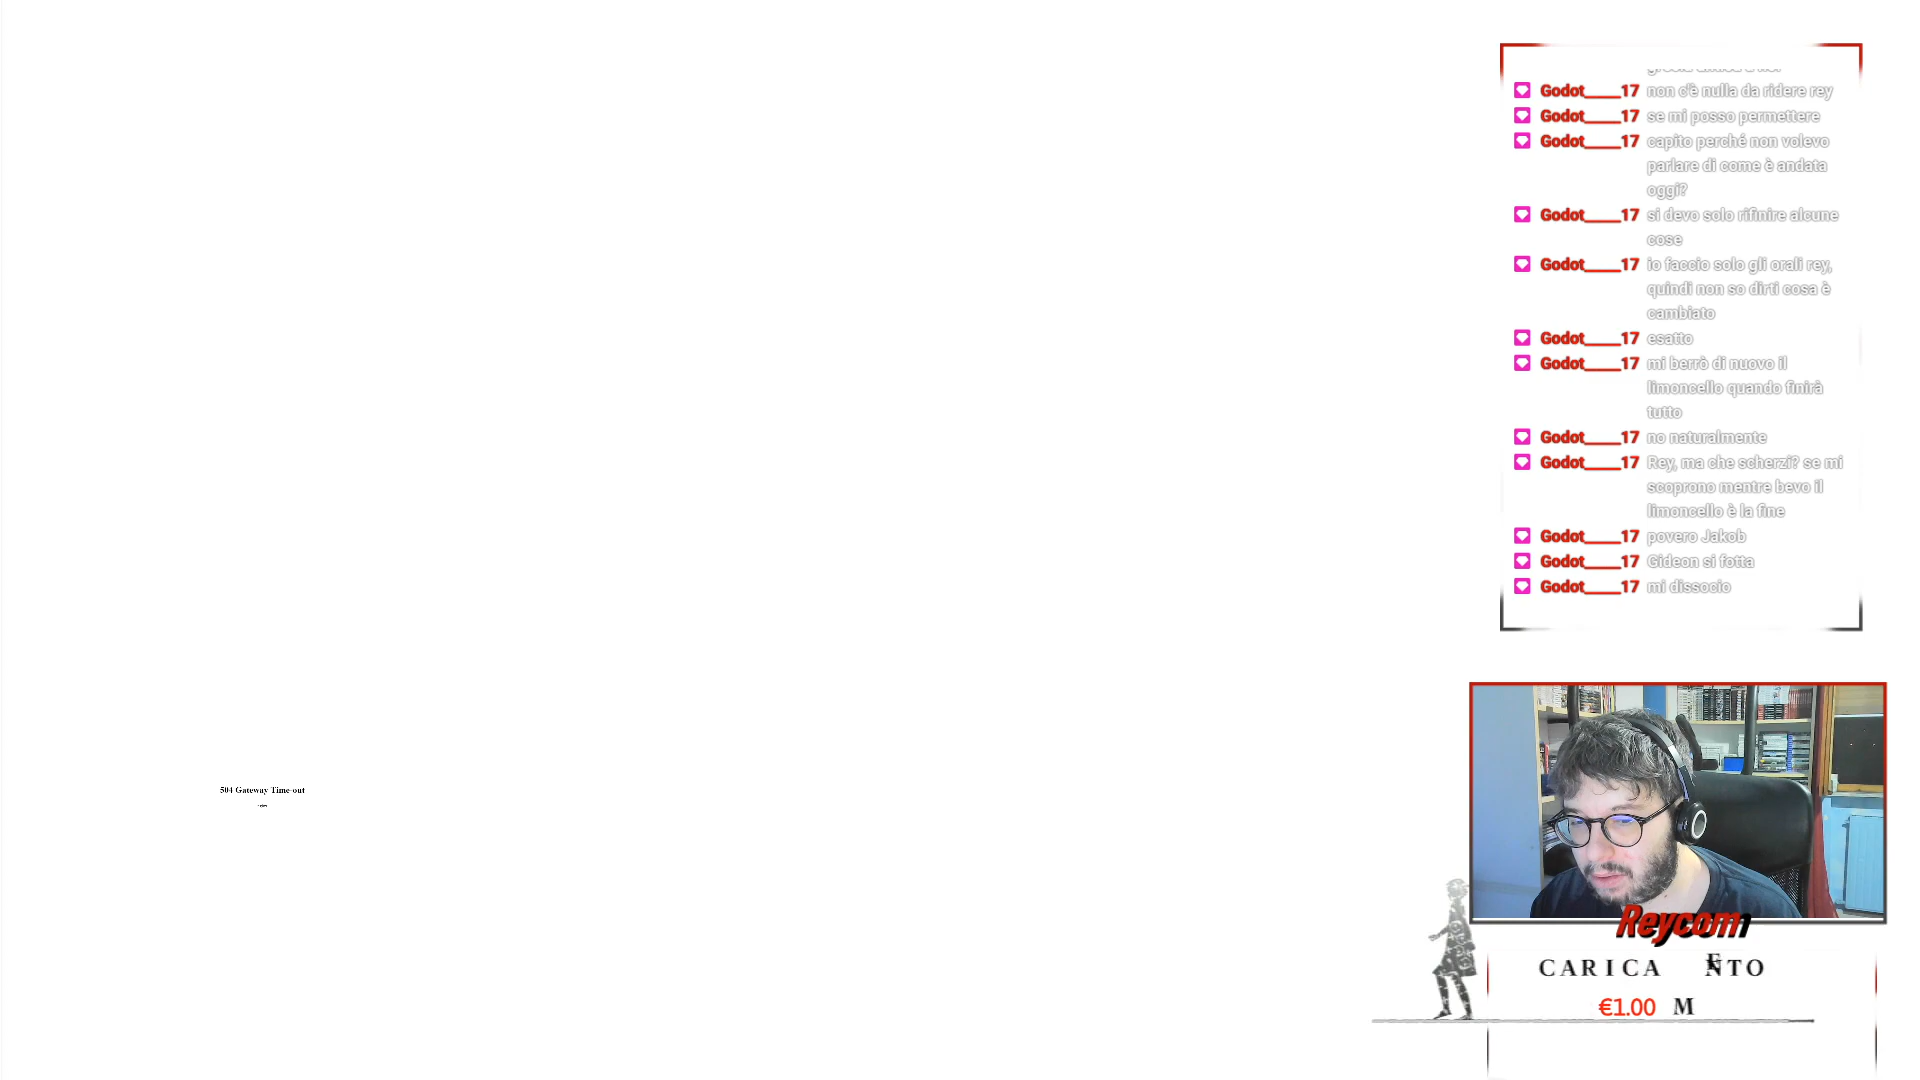 Godot____17 non c'è nulla da ridere rey
Godot____17 se mi posso permettere
Godot____17 capito perché non volevo
parlare di come è andata
oggi?
Godot____17 si devo solo rifinire alcune
cose
Godot____17 io faccio solo gli orali rey,
quindi non so dirti cosa è
cambiato
Godot____17 esatto
Godot____17 mi berrò di nuovo il
limoncello quando finirà
tutto
Godot____17 no naturalmente
Godot____17 Rey, ma che scherzi? se mi
scoprono mentre bevo il
limoncello è la fine
Godot____17 povero Jakob
Godot____17 Gideon si fotta
Godot____17 mi dissocio
504 Gateway Time-out
Reycom
CARICA ENTO
€1.00 M